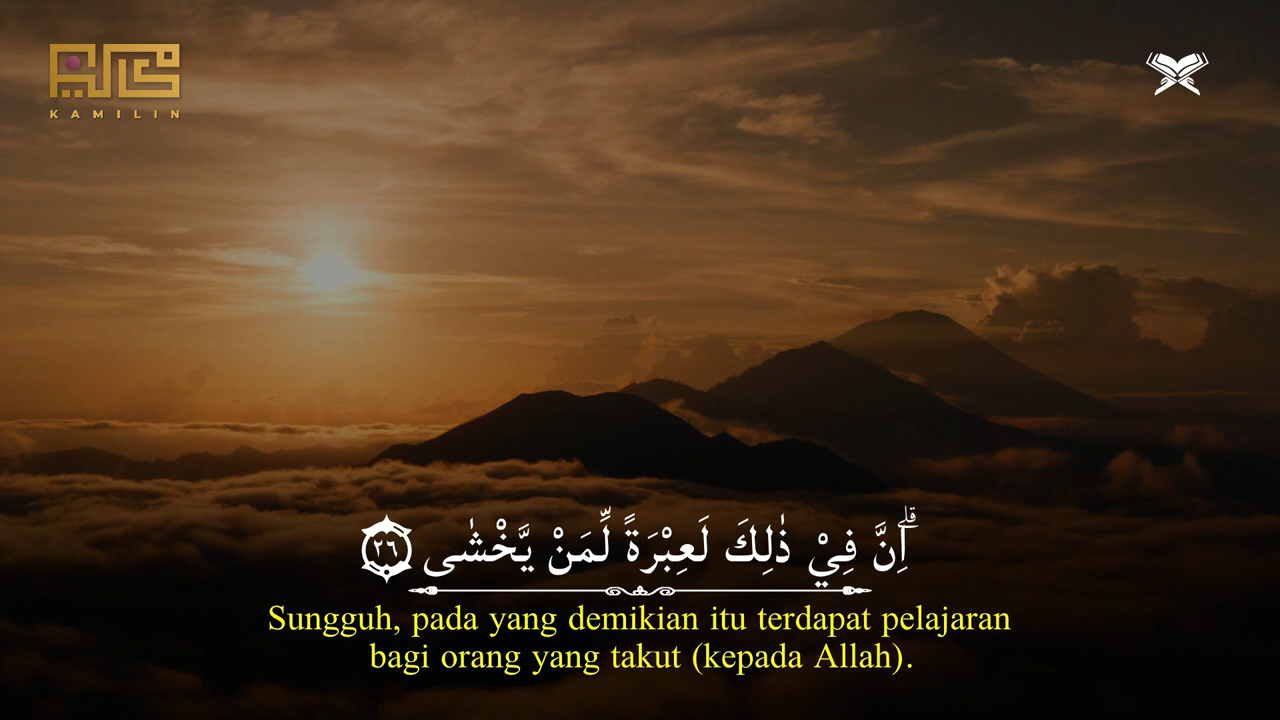 KAMILIN
اِنَّ فِيْ ذٰلِكَ لَعِبْرَةً لِّمَنْ يَّخْشٰى ۗ ٢٦
Sungguh, pada yang demikian itu terdapat pelajaran
bagi orang yang takut (kepada Allah).